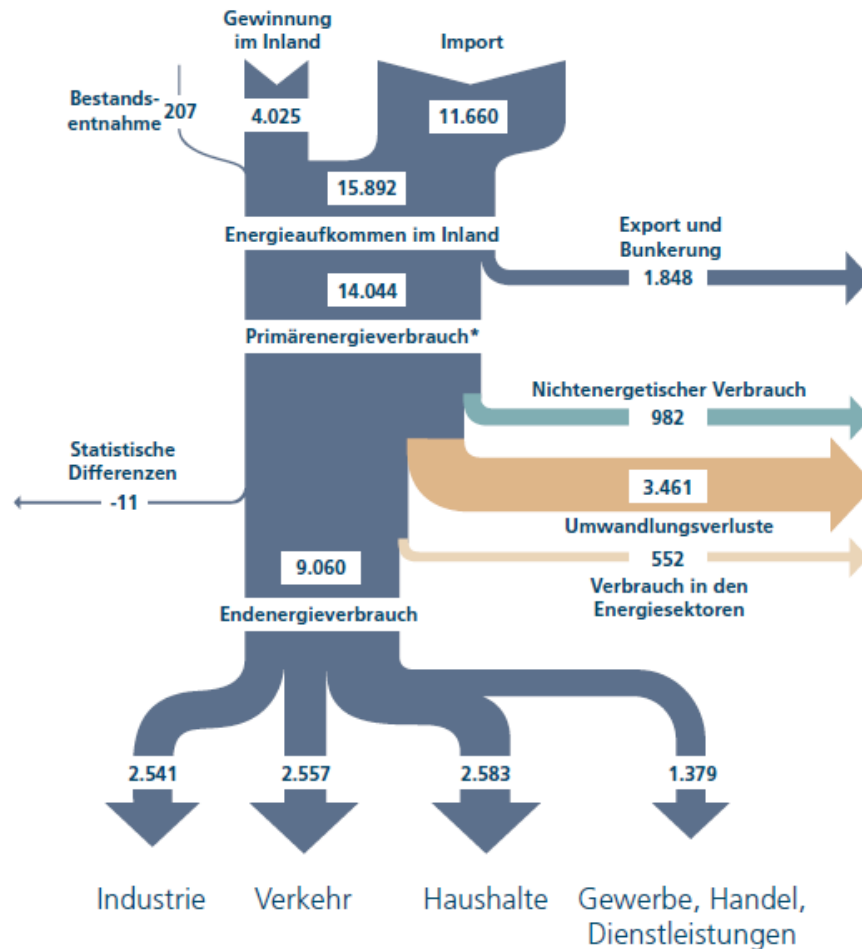 Gewinnung
im Inland
Import
Bestands-
entnahme
207
4.025
11.660
15.892
Energieaufkommen im Inland
Export und
Bunkerung
1.848
14.044
Primärenergieverbrauch*
Nichtenergetischer Verbrauch
982
Statistische
Differenzen
-11
3.461
Umwandlungsverluste
552
Verbrauch in den
Energiesektoren
9.060
Endenergieverbrauch
2.541
2.557
2.583
1.379
Industrie
Verkehr
Haushalte
Gewerbe, Handel,
Dienstleistungen